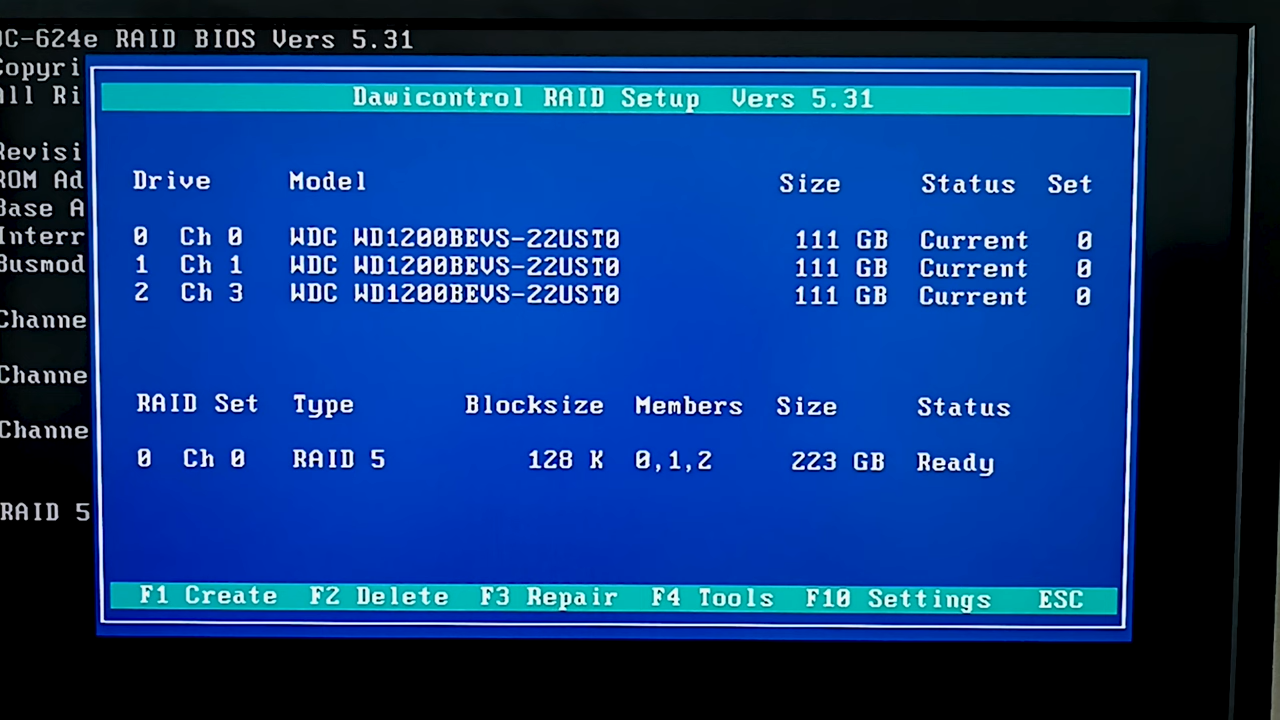 DC-624e RAID BIOS Vers 5.31
Copyri
All Ri
Dawicontrol RAID Setup Vers 5.31
Revisi
ROM Ad
Base A
Interr
Busmod
Drive Model Size Status Set
0 Ch 0 WDC WD1200BEVS-22UST0 111 GB Current 0
1 Ch 1 WDC WD1200BEVS-22UST0 111 GB Current 0
2 Ch 3 WDC WD1200BEVS-22UST0 111 GB Current 0
Channe
Channe
Channe
RAID Set Type Blocksize Members Size Status
0 Ch 0 RAID 5 128 K 0,1,2 223 GB Ready
RAID 5
F1 Create F2 Delete F3 Repair F4 Tools F10 Settings ESC